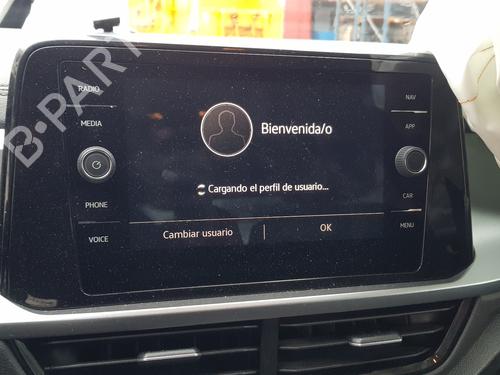 RADIO
MEDIA
PHONE
VOICE
Bienvenida/o
Cargando el perfil de usuario...
Cambiar usuario
OK
NAV
APP
CAR
MENU
B-PARTS